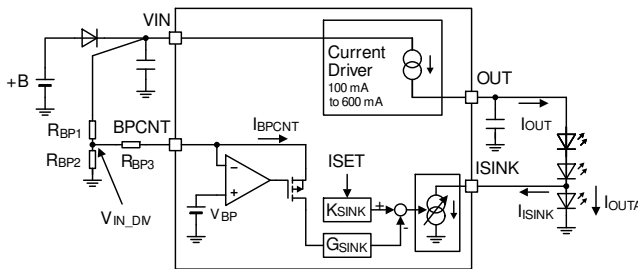 VIN
Current
Driver
100 mA
to 600 mA
+B
OUT
RBP1
BPCNT
IBPCNT
IOUT
RBP2
RBP3
ISET
ISINK
VBP
KSINK
+
-
IISINK
IOUTA
VIN_DIV
GSINK
-
+